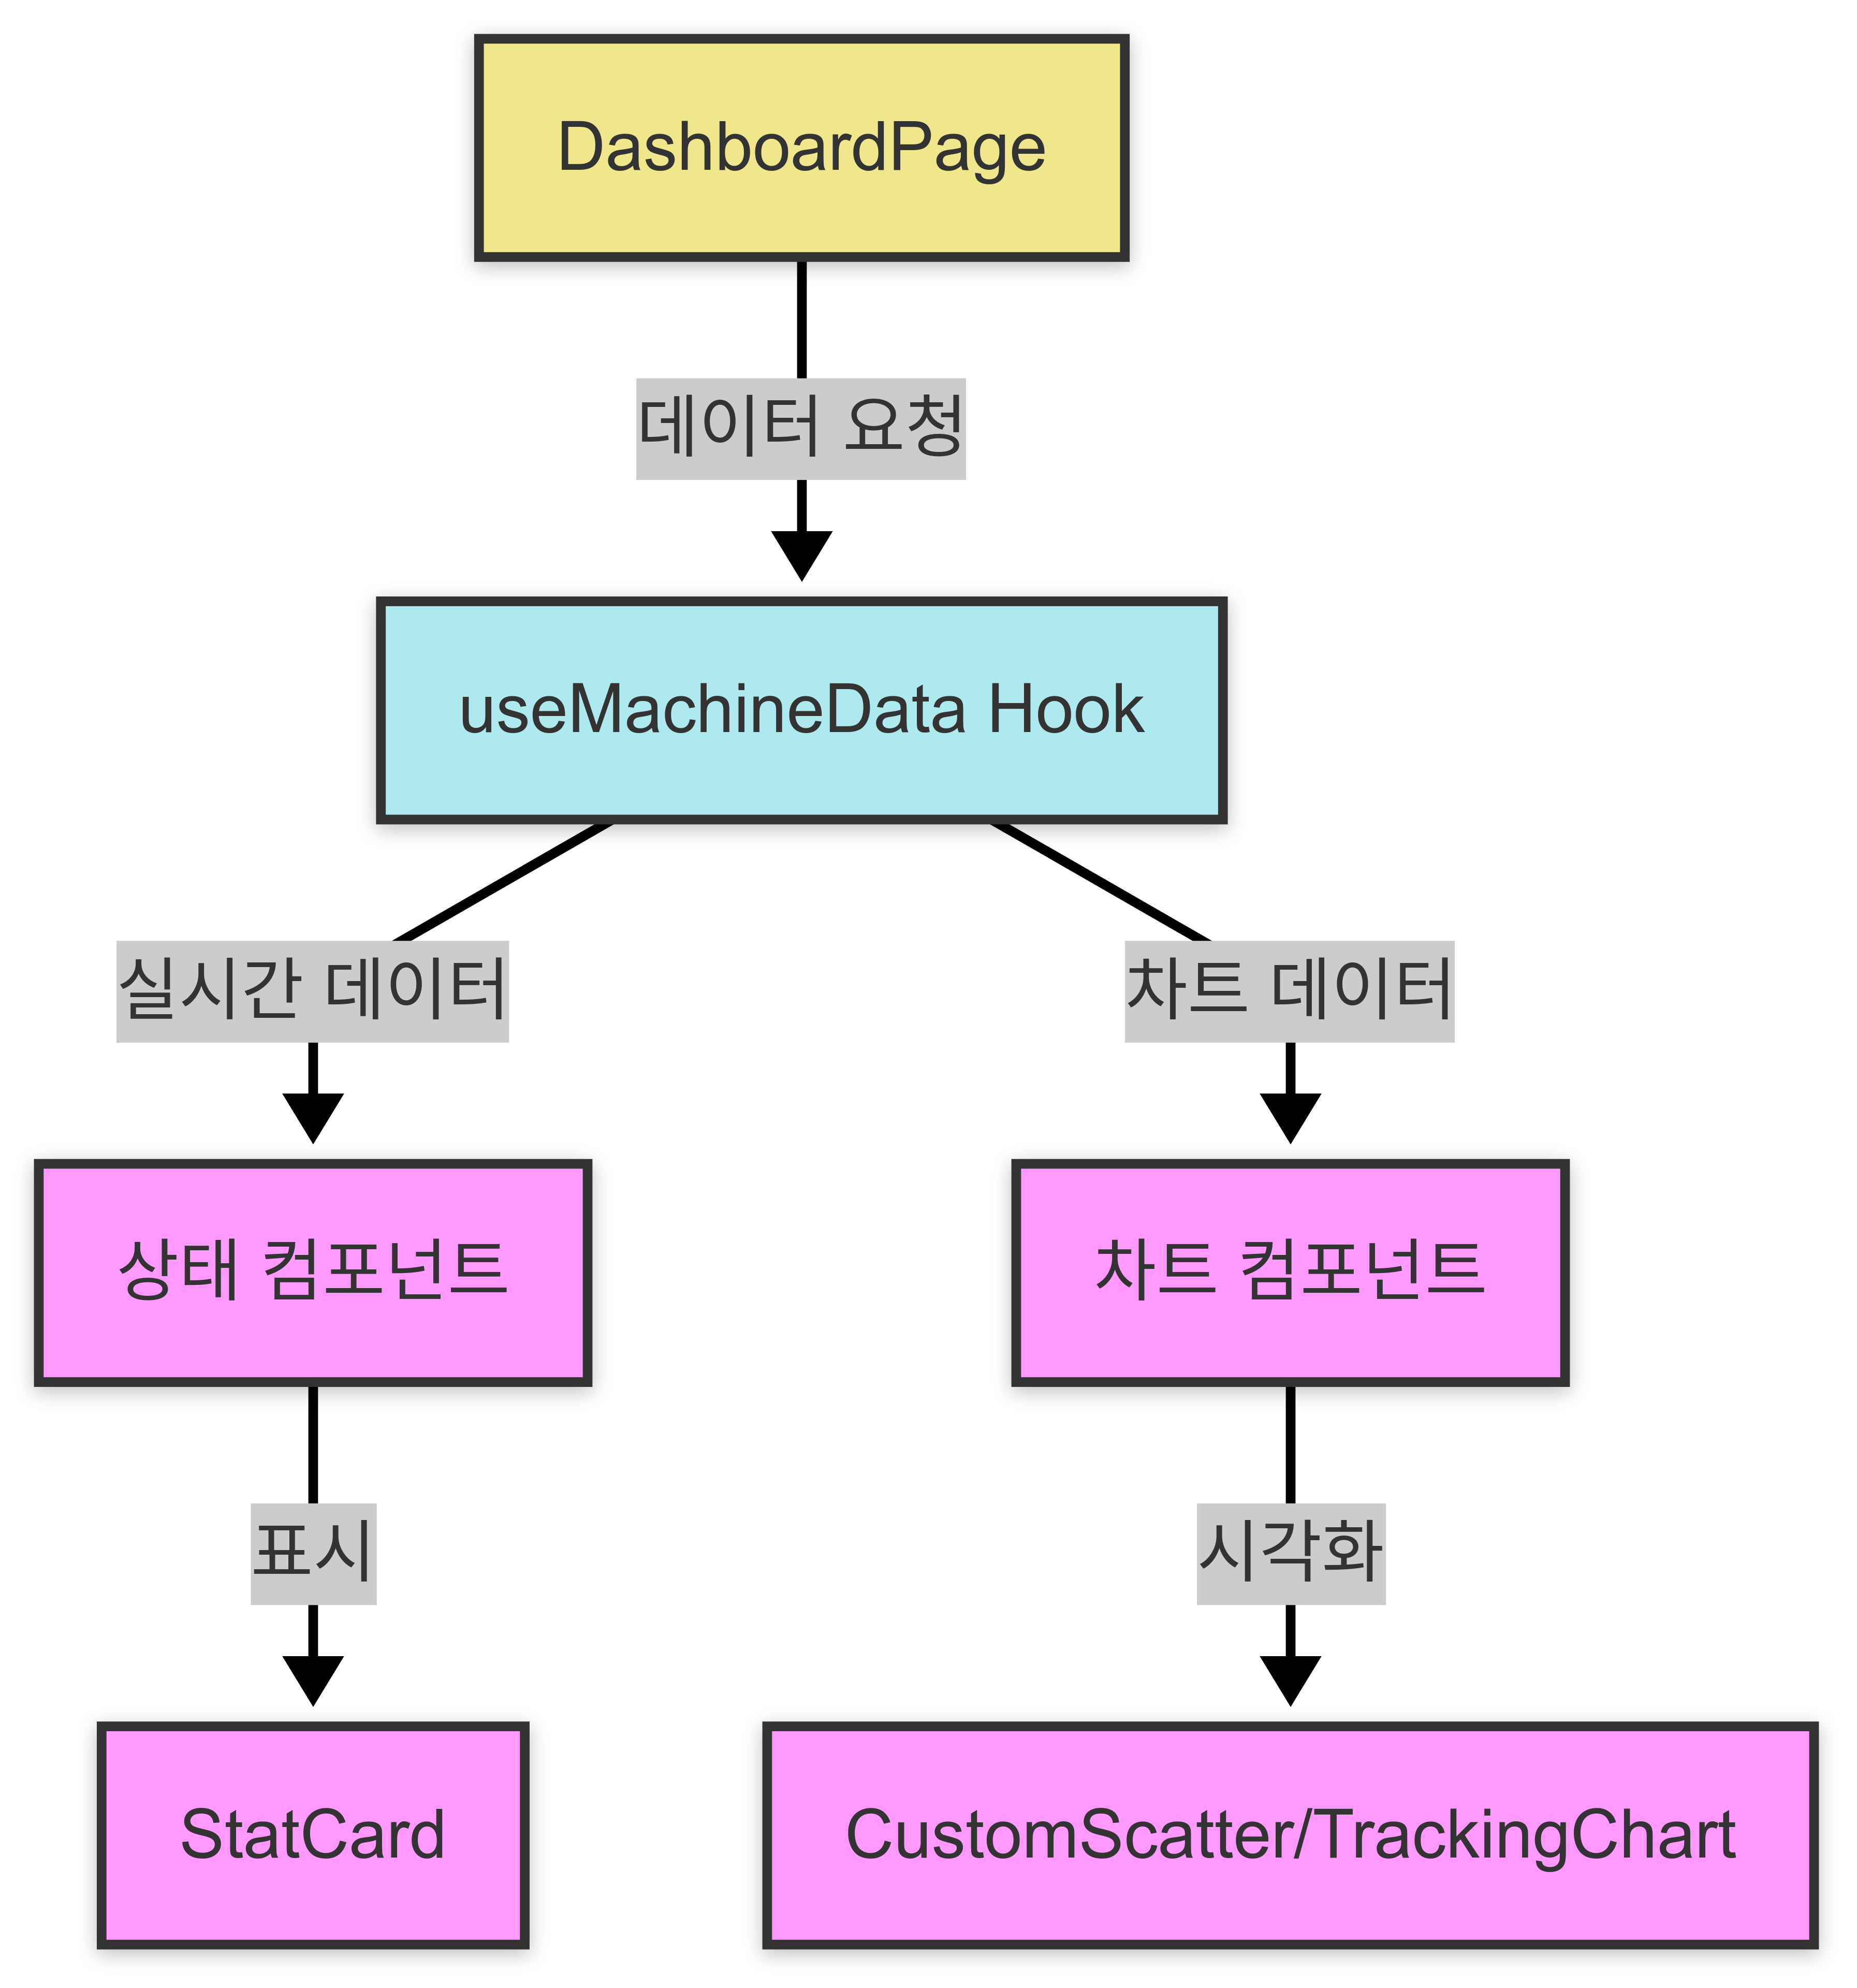 DashboardPage
데이터 요청
useMachineData Hook
실시간 데이터
차트 데이터
상태 컴포넌트
차트 컴포넌트
표시
시각화
StatCard
CustomScatter/TrackingChart